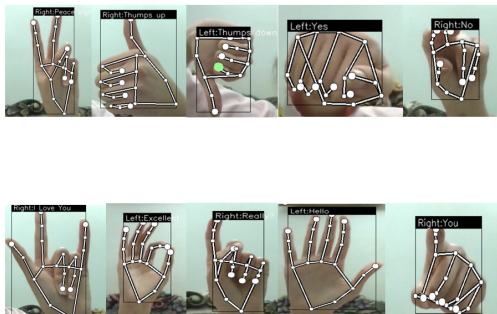 Right:Peace
Right:Thumps up
Left:Thumps down
Left:Yes
Right:No
Right:I Love You
Left:Excelle
Right:Really
Left:Hello
Right:You